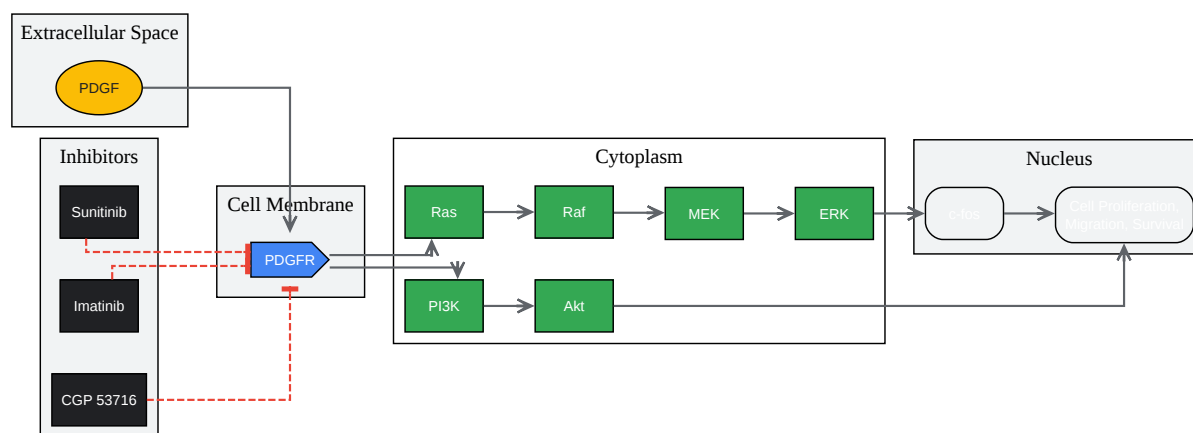 Extracellular Space
PDGF
Inhibitors
Sunitinib
Imatinib
CGP 53716
Cell Membrane
PDGFR
Cytoplasm
Ras
Raf
MEK
ERK
PI3K
Akt
Nucleus
c-fos
Cell Proliferation,
Migration, Survival